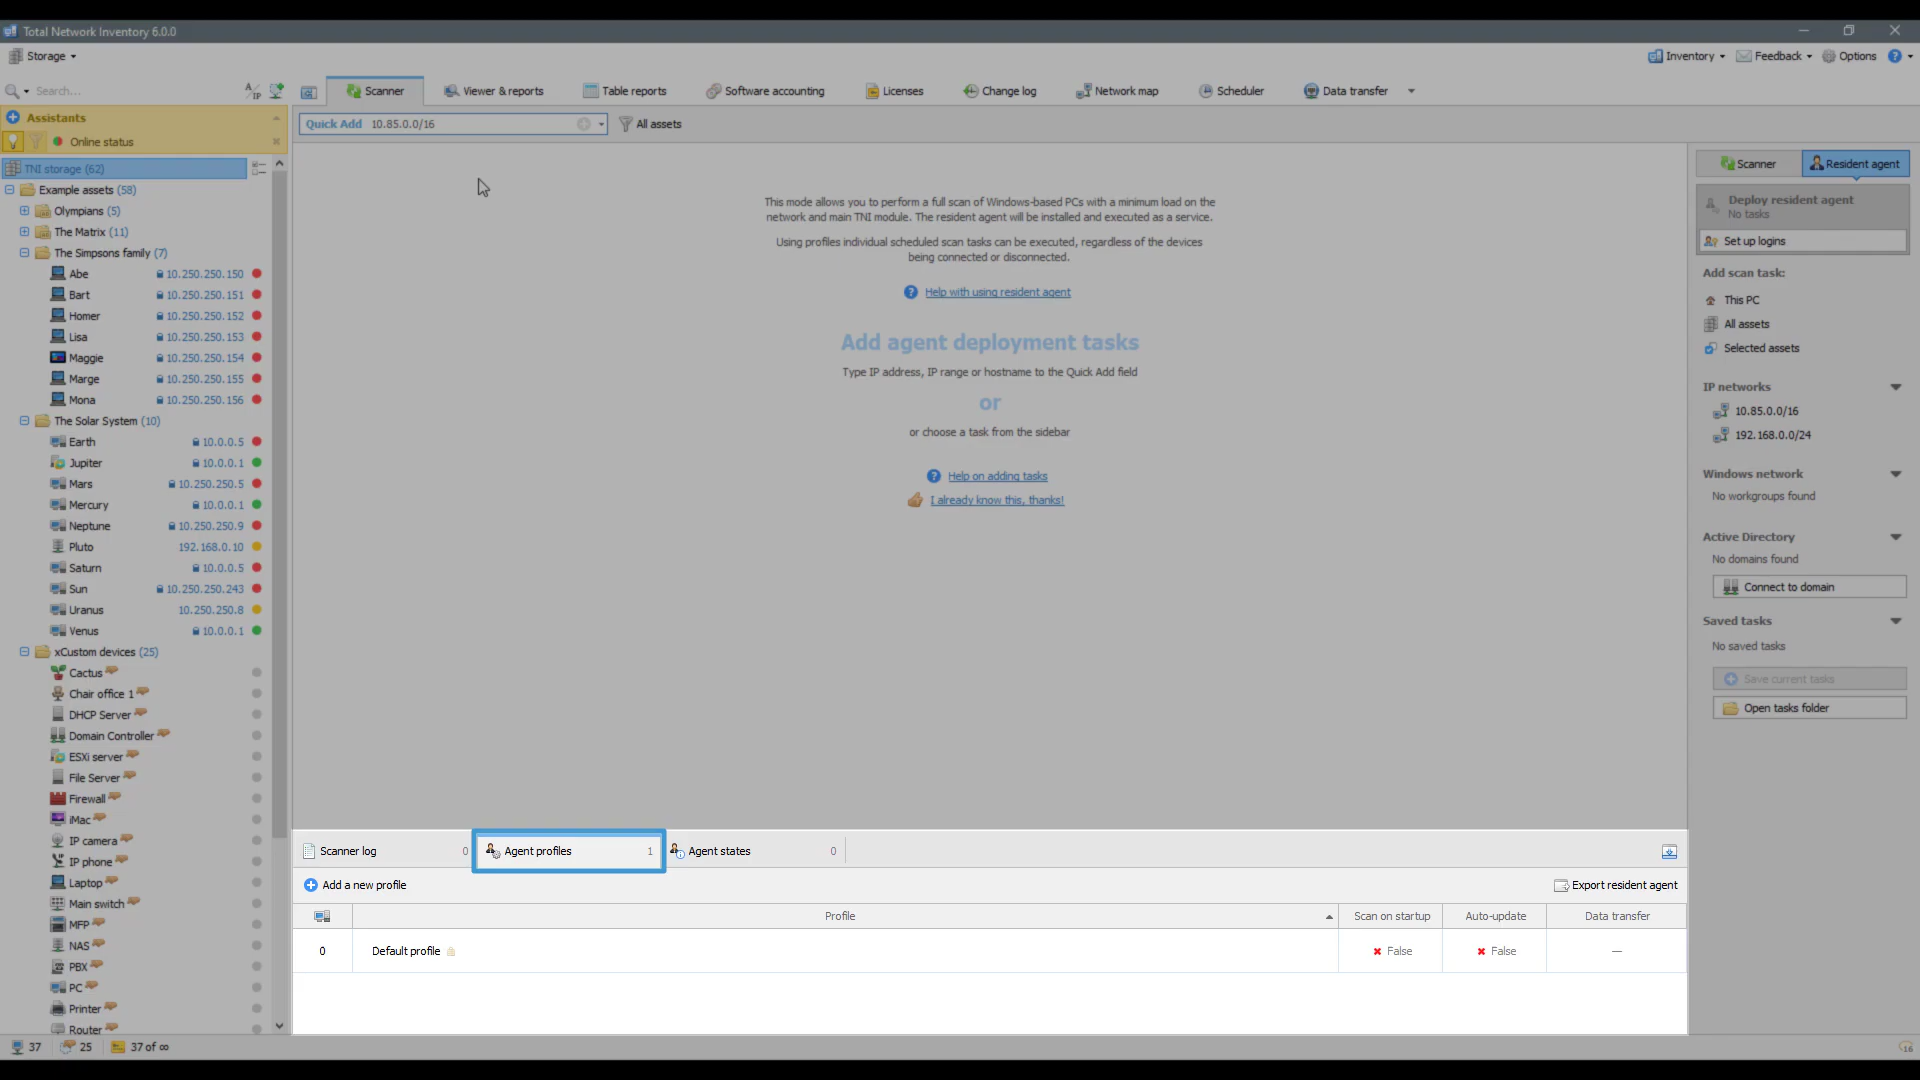 Total Network Inventory 6.0.0
Storage
Inventory
Feedback
Options
Search...
A/IP
Scanner
Viewer & reports
Table reports
Software accounting
Licenses
Change log
Network map
Scheduler
Data transfer
Assistants
Online status
Quick Add 10.85.0.0/16
All assets
TNI storage (62)
Example assets (58)
Olympians (5)
The Matrix (11)
The Simpsons family (7)
Abe 10.250.250.150
Bart 10.250.250.151
Homer 10.250.250.152
Lisa 10.250.250.153
Maggie 10.250.250.154
Marge 10.250.250.155
Mona 10.250.250.156
The Solar System (10)
Earth 10.0.0.5
Jupiter 10.0.0.1
Mars 10.250.250.5
Mercury 10.0.0.1
Neptune 10.250.250.9
Pluto 192.168.0.10
Saturn 10.0.0.5
Sun 10.250.250.243
Uranus 10.250.250.8
Venus 10.0.0.1
xCustom devices (25)
Cactus
Chair office 1
DHCP Server
Domain Controller
ESXi server
File Server
Firewall
iMac
IP camera
IP phone
Laptop
Main switch
MFP
NAS
PBX
PC
Printer
Router
This mode allows you to perform a full scan of Windows-based PCs with a minimum load on the
network and main TNI module. The resident agent will be installed and executed as a service.
Using profiles individual scheduled scan tasks can be executed, regardless of the devices
being connected or disconnected.
Help with using resident agent
Add agent deployment tasks
Type IP address, IP range or hostname to the Quick Add field
or
or choose a task from the sidebar
Help on adding tasks
I already know this, thanks!
Scanner
Resident agent
Deploy resident agent
No tasks
Set up logins
Add scan task:
This PC
All assets
Selected assets
IP networks
10.85.0.0/16
192.168.0.0/24
Windows network
No workgroups found
Active Directory
No domains found
Connect to domain
Saved tasks
No saved tasks
Save current tasks
Open tasks folder
Scanner log 0
Agent profiles 1
Agent states 0
Add a new profile
Export resident agent
Profile Scan on startup Auto-update Data transfer
0 Default profile False False —
37 25 37 of ∞
16